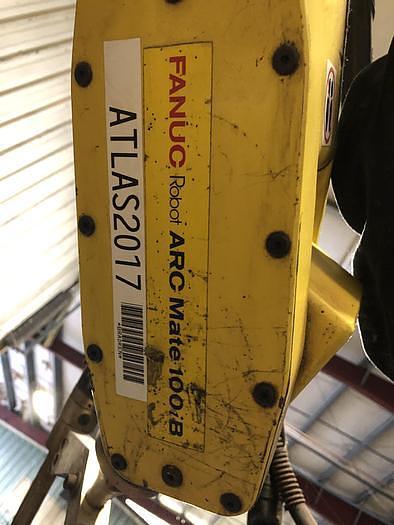 FANUC Robot ARC Mate 100iB
ATLAS2017